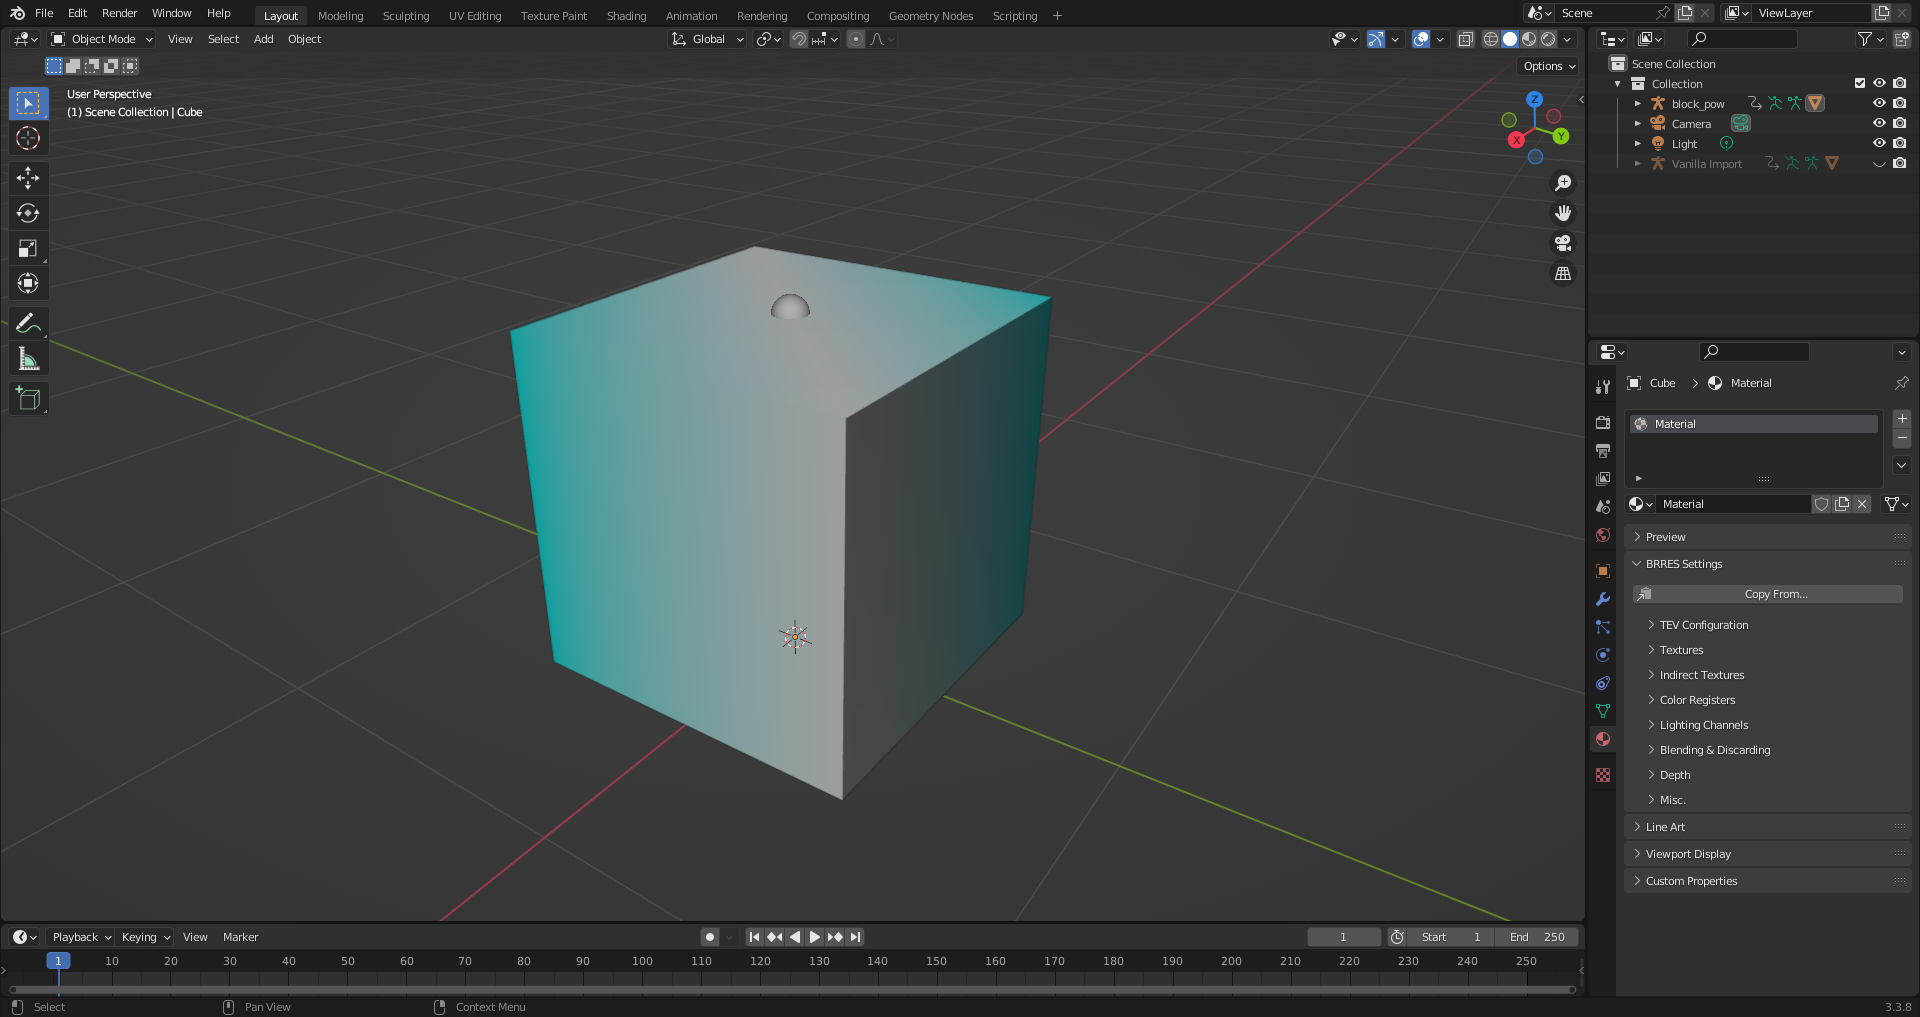 File Edit Render Window Help Layout Modeling Sculpting UV Editing Texture Paint Shading Animation Rendering Compositing Geometry Nodes Scripting + Scene ViewLayer
Object Mode View Select Add Object Global
Options
User Perspective
(1) Scene Collection | Cube
Z
Y
X
Scene Collection
Collection
block_pow
Camera
Light
Vanilla Import
Cube > Material
Material
Material
Preview
BRRES Settings
Copy From...
TEV Configuration
Textures
Indirect Textures
Color Registers
Lighting Channels
Blending & Discarding
Depth
Misc.
Line Art
Viewport Display
Custom Properties
Playback Keying View Marker 1 Start 1 End 250
1 10 20 30 40 50 60 70 80 90 100 110 120 130 140 150 160 170 180 190 200 210 220 230 240 250
Select Pan View Context Menu 3.3.8